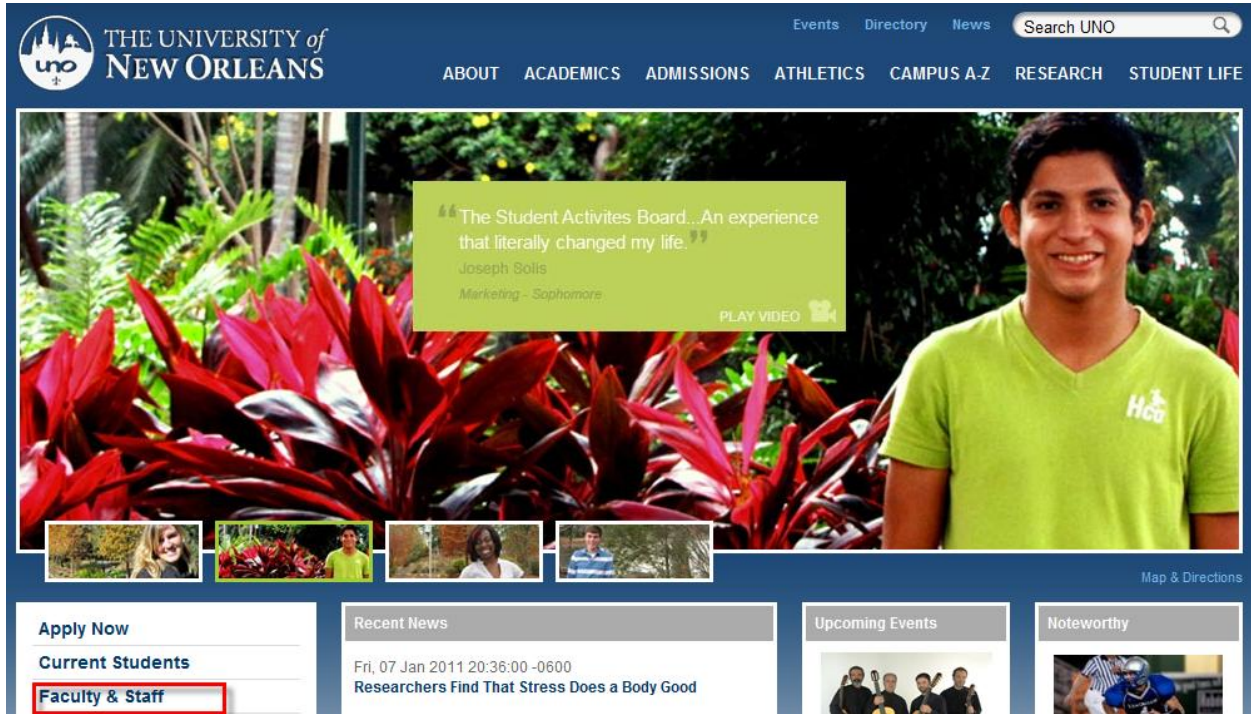 Events Directory News Search UNO
THE UNIVERSITY of
NEW ORLEANS
uno
ABOUT ACADEMICS ADMISSIONS ATHLETICS CAMPUS A-Z RESEARCH STUDENT LIFE
“The Student Activites Board...An experience
that literally changed my life.”
Joseph Solis
Marketing - Sophomore
PLAY VIDEO
Hco
Map & Directions
Apply Now
Current Students
Faculty & Staff
Recent News
Fri, 07 Jan 2011 20:36:00 -0600
Researchers Find That Stress Does a Body Good
Upcoming Events
Noteworthy